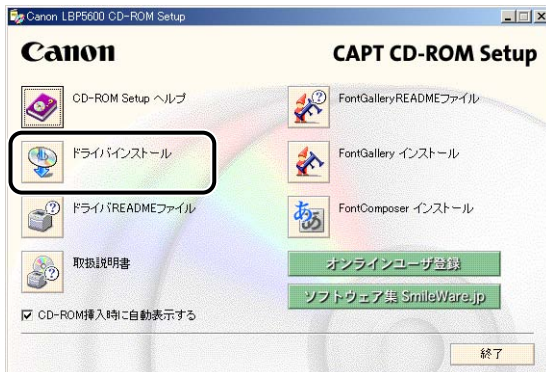 Canon LBP5600 CD-ROM Setup
Canon
CAPT CD-ROM Setup
CD-ROM Setup ヘルプ
ドライバインストール
ドライバREADMEファイル
取扱説明書
CD-ROM挿入時に自動表示する
FontGalleryREADMEファイル
FontGallery インストール
FontComposer インストール
オンラインユーザ登録
ソフトウェア集 SmileWare.jp
終了